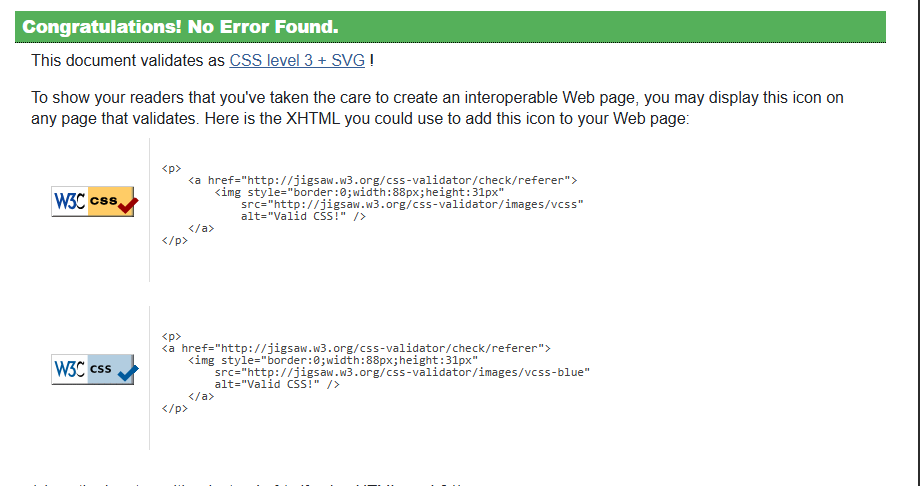 Congratulations! No Error Found.
This document validates as CSS level 3 + SVG !
To show your readers that you've taken the care to create an interoperable Web page, you may display this icon on
any page that validates. Here is the XHTML you could use to add this icon to your Web page:
W3C css
<p>
<a href="http://jigsaw.w3.org/css-validator/check/referer">
<img style="border:0;width:88px;height:31px"
src="http://jigsaw.w3.org/css-validator/images/vcss"
alt="Valid CSS!" />
</a>
</p>
W3C css
<p>
<a href="http://jigsaw.w3.org/css-validator/check/referer">
<img style="border:0;width:88px;height:31px"
src="http://jigsaw.w3.org/css-validator/images/vcss-blue"
alt="Valid CSS!" />
</a>
</p>